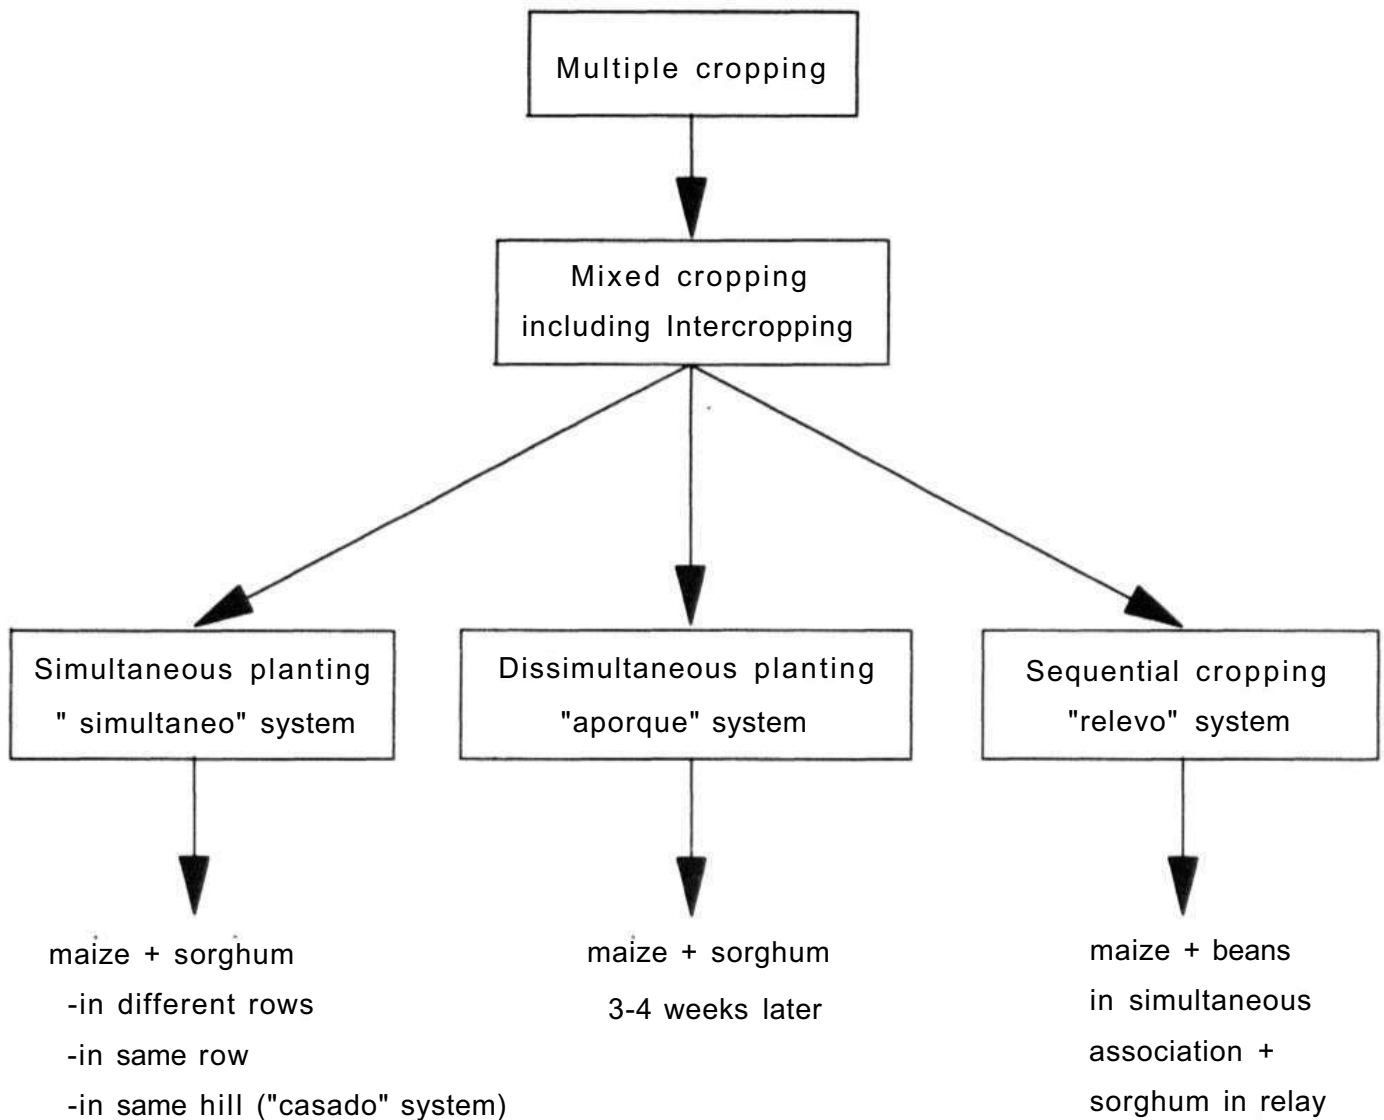 Multiple cropping
Mixed cropping
including Intercropping
Simultaneous planting
" simultaneo" system
Dissimultaneous planting
"aporque" system
Sequential cropping
"relevo" system
maize + sorghum
-in different rows
-in same row
-in same hill ("casado" system)
maize + sorghum
3-4 weeks later
maize + beans
in simultaneous
association +
sorghum in relay